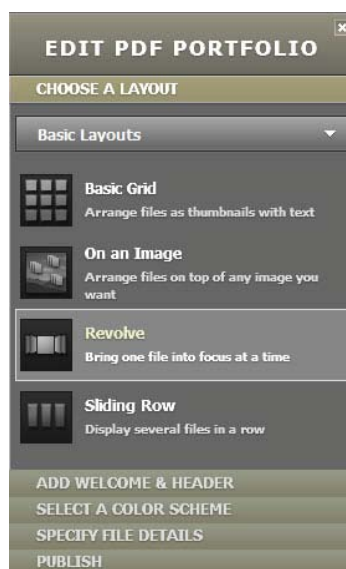 EDIT PDF PORTFOLIO
CHOOSE A LAYOUT
Basic Layouts
Basic Grid
Arrange files as thumbnails with text
On an Image
Arrange files on top of any image you
want
Revolve
Bring one file into focus at a time
Sliding Row
Display several files in a row
ADD WELCOME & HEADER
SELECT A COLOR SCHEME
SPECIFY FILE DETAILS
PUBLISH